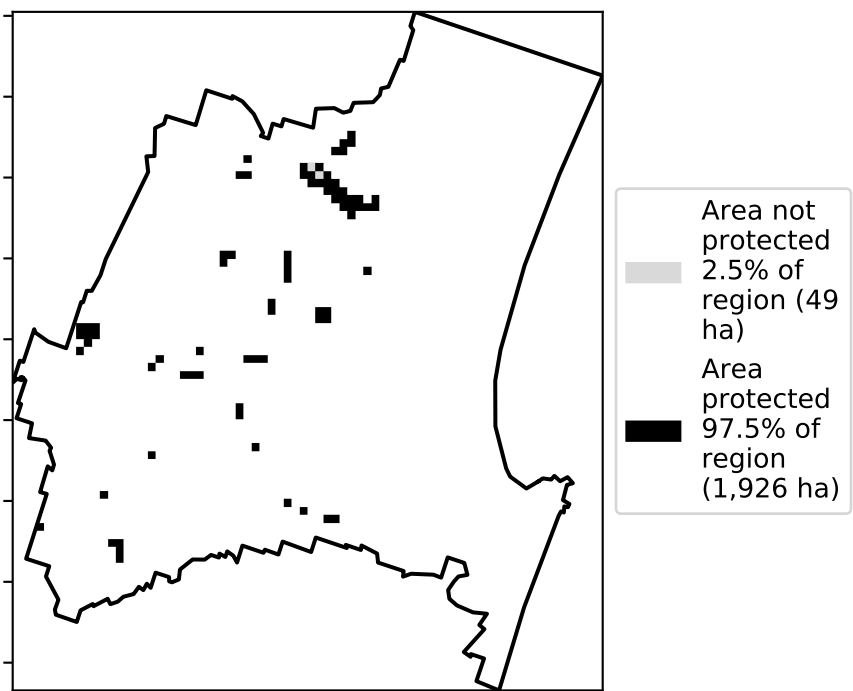 Area not
protected
2.5% of
region (49
ha)
Area
protected
97.5% of
region
(1,926 ha)